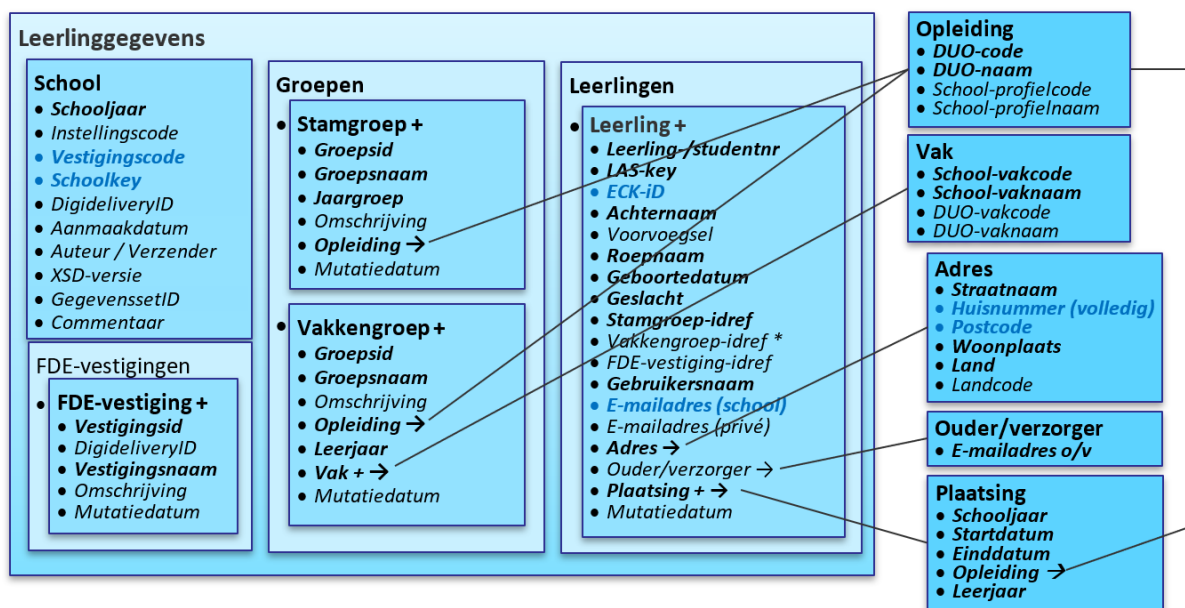 Leerlinggegevens
School
• Schooljaar
• Instellingscode
• Vestigingscode
• Schoolkey
• DigideliveryID
• Aanmaakdatum
• Auteur / Verzender
• XSD-versie
• GegevenssetID
• Commentaar
FDE-vestigingen
• FDE-vestiging +
• Vestigingsid
• DigideliveryID
• Vestigingsnaam
• Omschrijving
• Mutatiedatum
Groepen
• Stamgroep +
• Groepsid
• Groepsnaam
• Jaargroep
• Omschrijving
• Opleiding →
• Mutatiedatum
• Vakkengroep +
• Groepsid
• Groepsnaam
• Omschrijving
• Opleiding →
• Leerjaar
• Vak + →
• Mutatiedatum
Leerlingen
• Leerling +
• Leerling-/studentnr
• LAS-key
• ECK-iD
• Achternaam
• Voorvoegsel
• Roepnaam
• Geboortedatum
• Geslacht
• Stamgroep-idref
• Vakkengroep-idref *
• FDE-vestiging-idref
• Gebruikersnaam
• E-mailadres (school)
• E-mailadres (privé)
• Adres →
• Ouder/verzorger →
• Plaatsing + →
• Mutatiedatum
Opleiding
• DUO-code
• DUO-naam
• School-profielcode
• School-profielnaam
Vak
• School-vakcode
• School-vaknaam
• DUO-vakcode
• DUO-vaknaam
Adres
• Straatnaam
• Huisnummer (volledig)
• Postcode
• Woonplaats
• Land
• Landcode
Ouder/verzorger
• E-mailadres o/v
Plaatsing
• Schooljaar
• Startdatum
• Einddatum
• Opleiding →
• Leerjaar